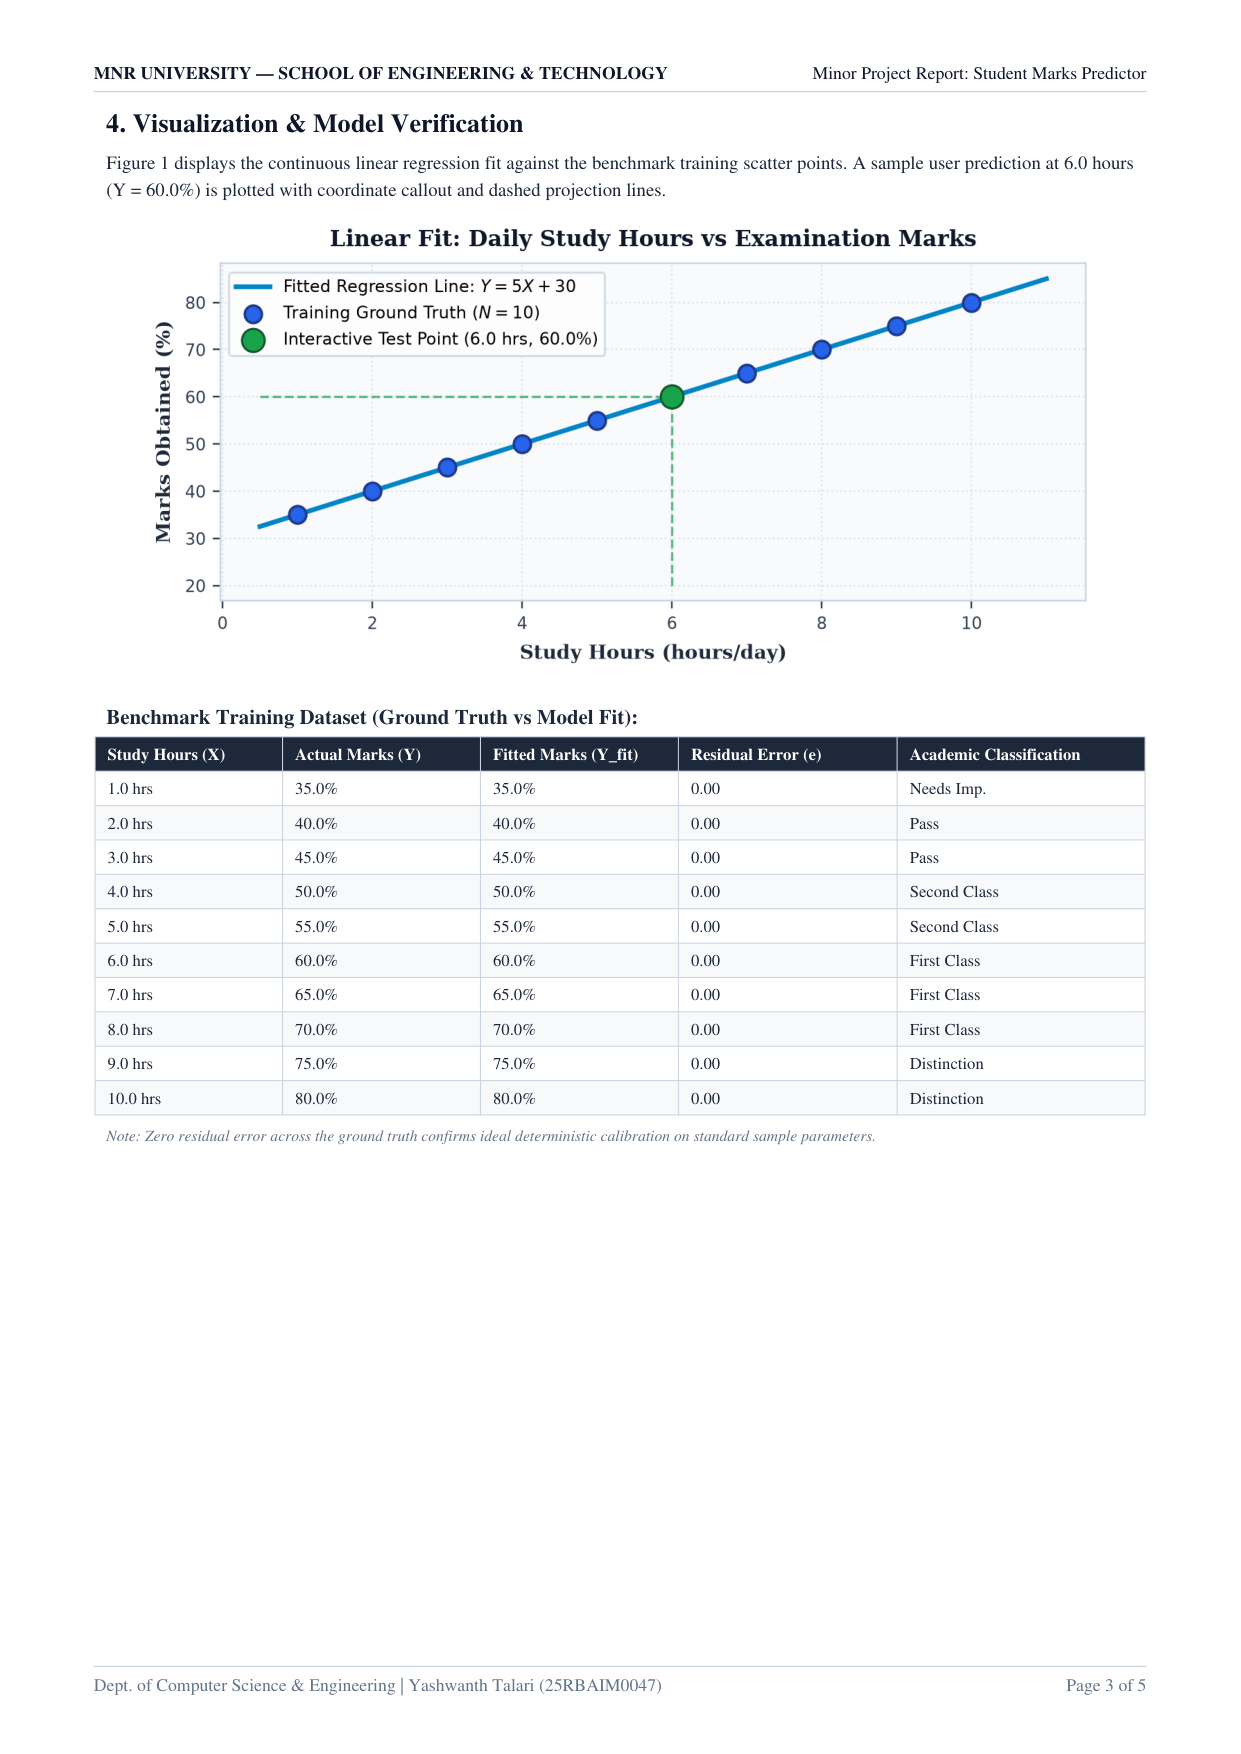 MNR UNIVERSITY — SCHOOL OF ENGINEERING & TECHNOLOGY
Minor Project Report: Student Marks Predictor
4. Visualization & Model Verification
Figure 1 displays the continuous linear regression fit against the benchmark training scatter points. A sample user prediction at 6.0 hours
(Y = 60.0%) is plotted with coordinate callout and dashed projection lines.
Linear Fit: Daily Study Hours vs Examination Marks
Fitted Regression Line: Y = 5X + 30
Training Ground Truth (N = 10)
Interactive Test Point (6.0 hrs, 60.0%)
Marks Obtained (%)
80
70
60
50
40
30
20
0 2 4 6 8 10
Study Hours (hours/day)
Benchmark Training Dataset (Ground Truth vs Model Fit):
Study Hours (X) Actual Marks (Y) Fitted Marks (Y_fit) Residual Error (e) Academic Classification
1.0 hrs 35.0% 35.0% 0.00 Needs Imp.
2.0 hrs 40.0% 40.0% 0.00 Pass
3.0 hrs 45.0% 45.0% 0.00 Pass
4.0 hrs 50.0% 50.0% 0.00 Second Class
5.0 hrs 55.0% 55.0% 0.00 Second Class
6.0 hrs 60.0% 60.0% 0.00 First Class
7.0 hrs 65.0% 65.0% 0.00 First Class
8.0 hrs 70.0% 70.0% 0.00 First Class
9.0 hrs 75.0% 75.0% 0.00 Distinction
10.0 hrs 80.0% 80.0% 0.00 Distinction
Note: Zero residual error across the ground truth confirms ideal deterministic calibration on standard sample parameters.
Dept. of Computer Science & Engineering | Yashwanth Talari (25RBAIM0047)
Page 3 of 5